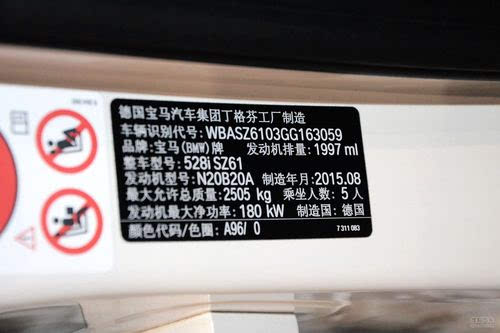 德国宝马汽车集团丁格芬工厂制造
车辆识别代号: WBASZ6103GG163059
品牌: 宝马(BMW)牌 发动机排量: 1997 ml
整车型号: 528i SZ61
发动机型号: N20B20A 制造年月: 2015.08
最大允许总质量: 2505 kg 乘坐人数: 5 人
发动机最大净功率: 180 kW 制造国: 德国
颜色代码/色圈: A96/ 0
7 311 083